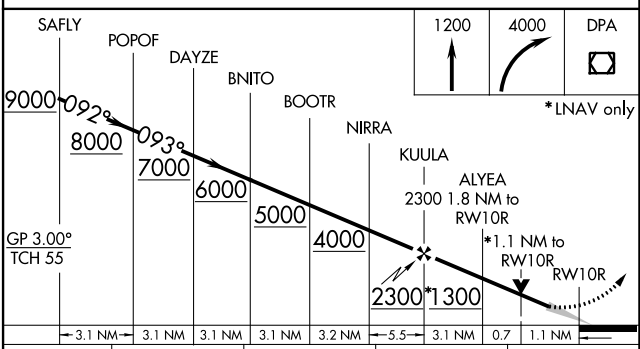 SAFLY
POPOF
DAYZE
BNITO
BOOTR
NIRRA
KUULA
ALYEA
2300 1.8 NM to
RW10R
*1.1 NM to
RW10R
RW10R
1200
4000
DPA
*LNAV only
9000
092°
8000
093°
7000
6000
5000
4000
2300
*1300
GP 3.00°
TCH 55
3.1 NM
3.1 NM
3.1 NM
3.1 NM
3.2 NM
5.5
3.1 NM
0.7
1.1 NM